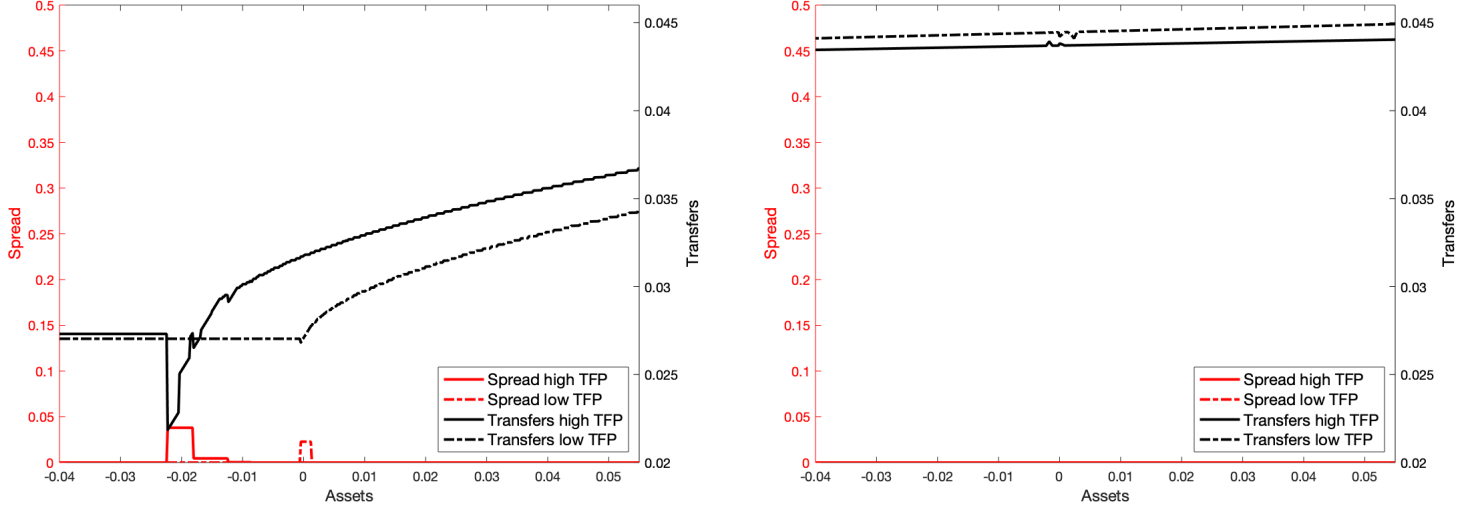 0.5
0.45
0.4
0.35
0.3
0.25
0.2
0.15
0.1
0.05
0
Spread
0.045
0.04
0.035
0.03
0.025
0.02
Transfers
-0.04 -0.03 -0.02 -0.01 0 0.01 0.02 0.03 0.04 0.05
Assets
Spread high TFP
Spread low TFP
Transfers high TFP
Transfers low TFP
0.5
0.45
0.4
0.35
0.3
0.25
0.2
0.15
0.1
0.05
0
Spread
0.045
0.04
0.035
0.03
0.025
0.02
Transfers
-0.04 -0.03 -0.02 -0.01 0 0.01 0.02 0.03 0.04 0.05
Assets
Spread high TFP
Spread low TFP
Transfers high TFP
Transfers low TFP